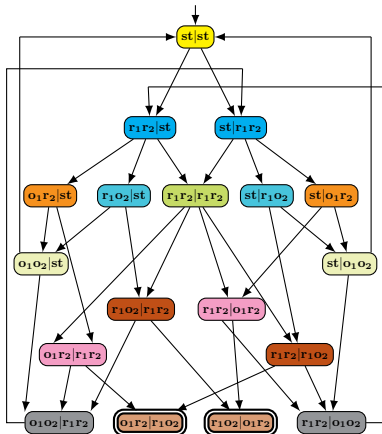 st|st
r₁r₂|st st|r₁r₂
o₁r₂|st r₁o₂|st r₁r₂|r₁r₂ st|r₁o₂ st|o₁r₂
o₁o₂|st st|o₁o₂
r₁o₂|r₁r₂ r₁r₂|o₁r₂
o₁r₂|r₁r₂ r₁r₂|r₁o₂
o₁o₂|r₁r₂ o₁r₂|r₁o₂ r₁o₂|o₁r₂ r₁r₂|o₁o₂